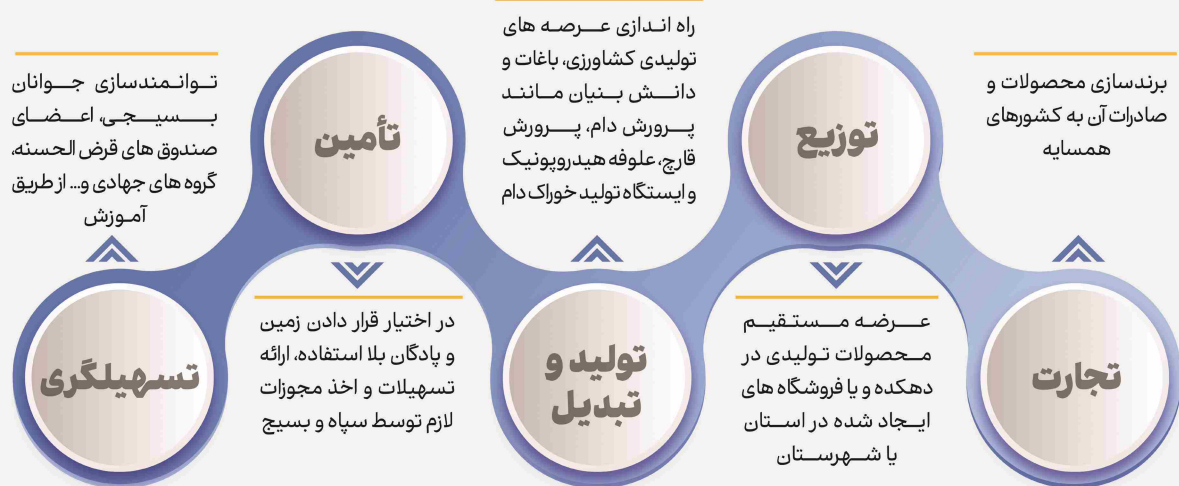 تسهیلگری
توانمندسازی جوانان
بسیجی، اعضای
صندوق های قرض الحسنه،
گروه های جهادی و... از طریق
آموزش
تأمین
در اختیار قرار دادن زمین
و پادگان بلا استفاده، ارائه
تسهیلات و اخذ مجوزات
لازم توسط سپاه و بسیج
تولید و
تبدیل
راه اندازی عرصه های
تولیدی کشاورزی، باغات و
دانش بنیان مانند
پرورش دام، پرورش
قارچ، علوفه هیدروپونیک
و ایستگاه تولید خوراک دام
توزیع
عرضه مستقیم
محصولات تولیدی در
دهکده و یا فروشگاه های
ایجاد شده در استان
یا شهرستان
تجارت
برندسازی محصولات و
صادرات آن به کشورهای
همسایه